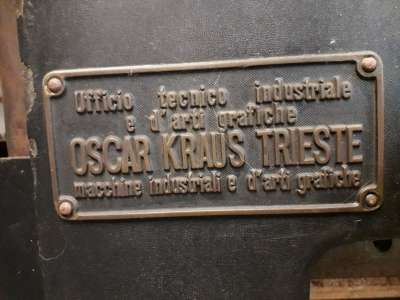 Ufficio tecnico industriale
e d'arti grafiche
OSCAR KRAUS TRIESTE
macchine industriali e d'arti grafiche